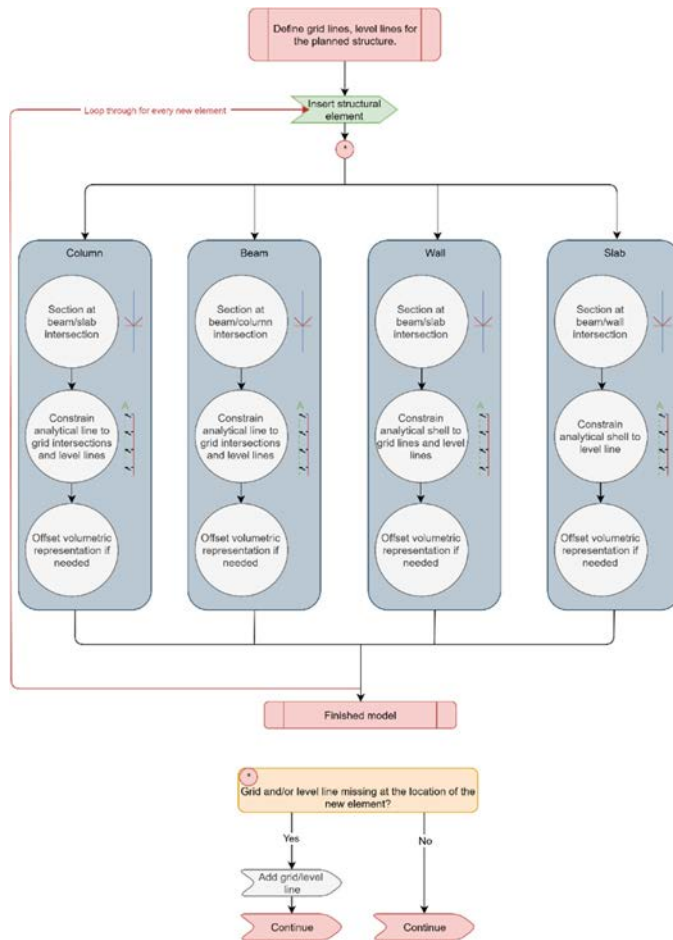 Define grid lines, level lines for
the planned structure.
Loop through for every new element
Insert structural
element
*
Column
Section at
beam/slab
intersection
Constrain
analytical line to
grid intersections
and level lines
A
Offset volumetric
representation if
needed
Beam
Section at
beam/column
intersection
Constrain
analytical line to
grid intersections
and level lines
A
Offset volumetric
representation if
needed
Wall
Section at
beam/slab
intersection
Constrain
analytical shell to
grid lines and level
lines
A
Offset volumetric
representation if
needed
Slab
Section at
beam/wall
intersection
Constrain
analytical shell to
level line
A
Offset volumetric
representation if
needed
Finished model
*
Grid and/or level line missing at the location of the
new element?
Yes
No
Add grid/level
line
Continue
Continue